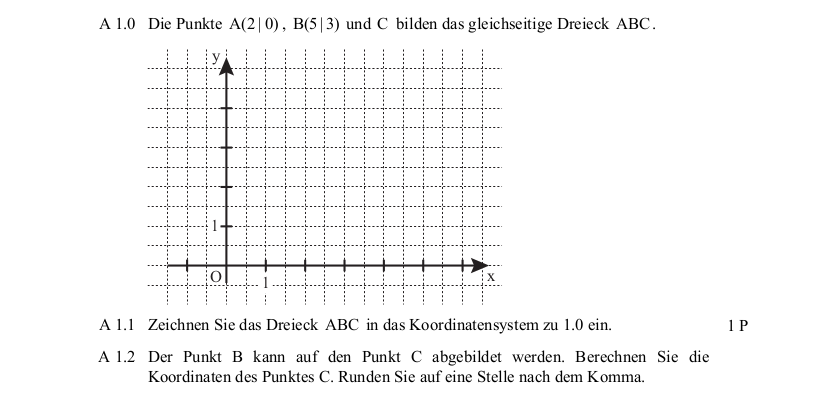 A 1.0 Die Punkte A(2|0), B(5|3) und C bilden das gleichseitige Dreieck ABC.
y
1
O
1
x
A 1.1 Zeichnen Sie das Dreieck ABC in das Koordinatensystem zu 1.0 ein. 1 P
A 1.2 Der Punkt B kann auf den Punkt C abgebildet werden. Berechnen Sie die
Koordinaten des Punktes C. Runden Sie auf eine Stelle nach dem Komma.